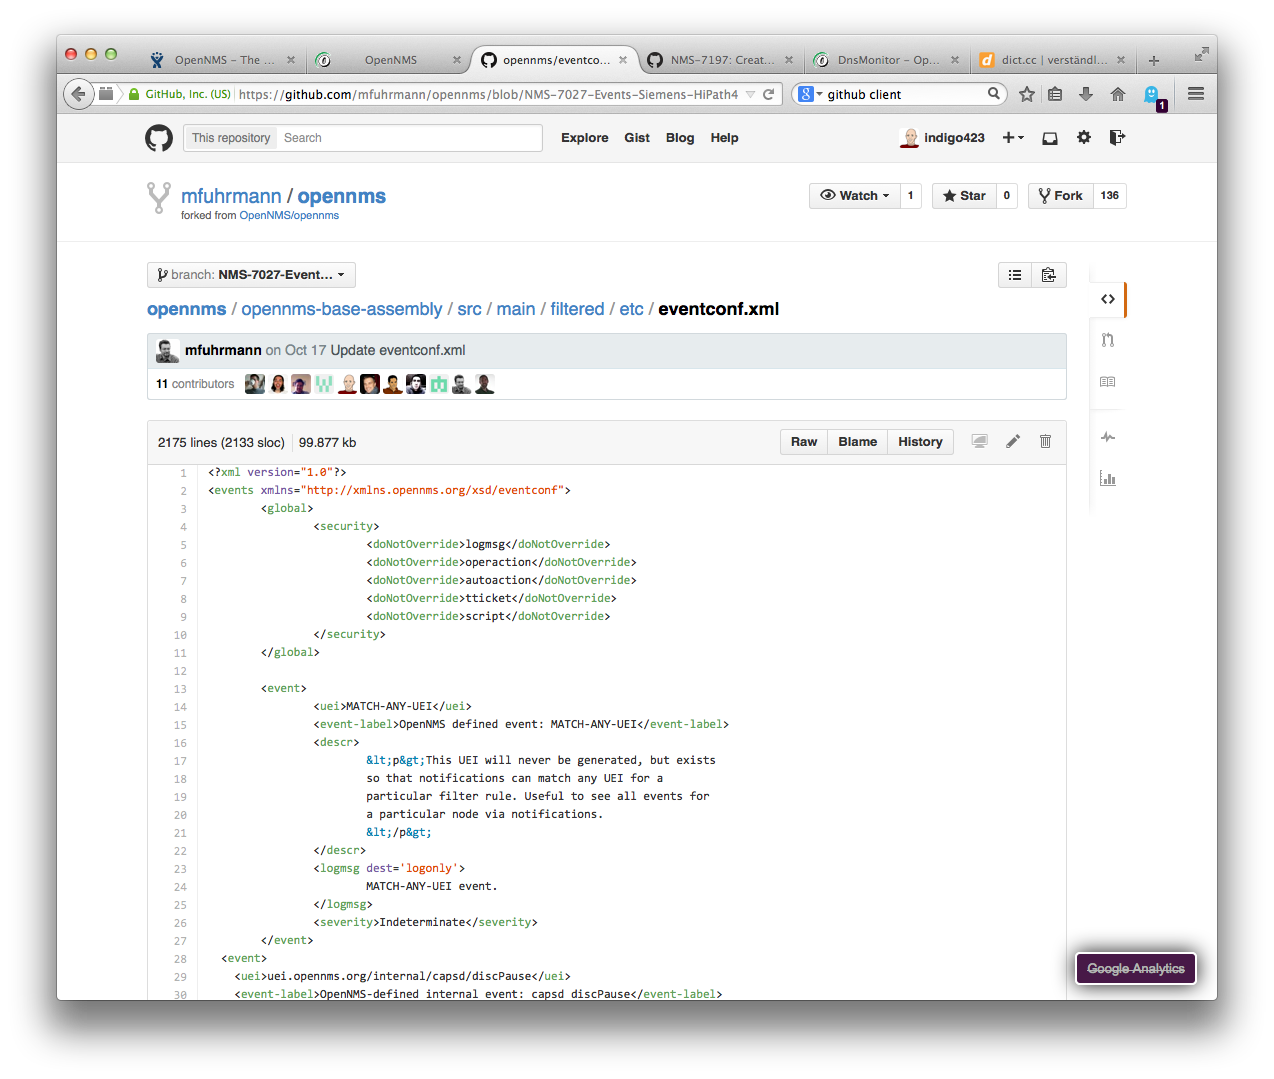 OpenNMS – The ... × OpenNMS × opennms/eventco... × NMS-7197: Creat... × DnsMonitor – Op... × dict.cc | verständl... × +
GitHub, Inc. (US) https://github.com/mfuhrmann/opennms/blob/NMS-7027-Events-Siemens-HiPath4 github client 1
This repository Search Explore Gist Blog Help indigo423
mfuhrmann / opennms
forked from OpenNMS/opennms
Watch 1 Star 0 Fork 136
branch: NMS-7027-Event...
opennms / opennms-base-assembly / src / main / filtered / etc / eventconf.xml
mfuhrmann on Oct 17 Update eventconf.xml
11 contributors
2175 lines (2133 sloc) 99.877 kb Raw Blame History
1 <?xml version="1.0"?>
2 <events xmlns="http://xmlns.opennms.org/xsd/eventconf">
3 <global>
4 <security>
5 <doNotOverride>logmsg</doNotOverride>
6 <doNotOverride>operaction</doNotOverride>
7 <doNotOverride>autoaction</doNotOverride>
8 <doNotOverride>tticket</doNotOverride>
9 <doNotOverride>script</doNotOverride>
10 </security>
11 </global>
12
13 <event>
14 <uei>MATCH-ANY-UEI</uei>
15 <event-label>OpenNMS defined event: MATCH-ANY-UEI</event-label>
16 <descr>
17 &lt;p&gt;This UEI will never be generated, but exists
18 so that notifications can match any UEI for a
19 particular filter rule. Useful to see all events for
20 a particular node via notifications.
21 &lt;/p&gt;
22 </descr>
23 <logmsg dest='logonly'>
24 MATCH-ANY-UEI event.
25 </logmsg>
26 <severity>Indeterminate</severity>
27 </event>
28 <event>
29 <uei>uei.opennms.org/internal/capsd/discPause</uei>
30 <event-label>OpenNMS-defined internal event: capsd discPause</event-label>
Google Analytics